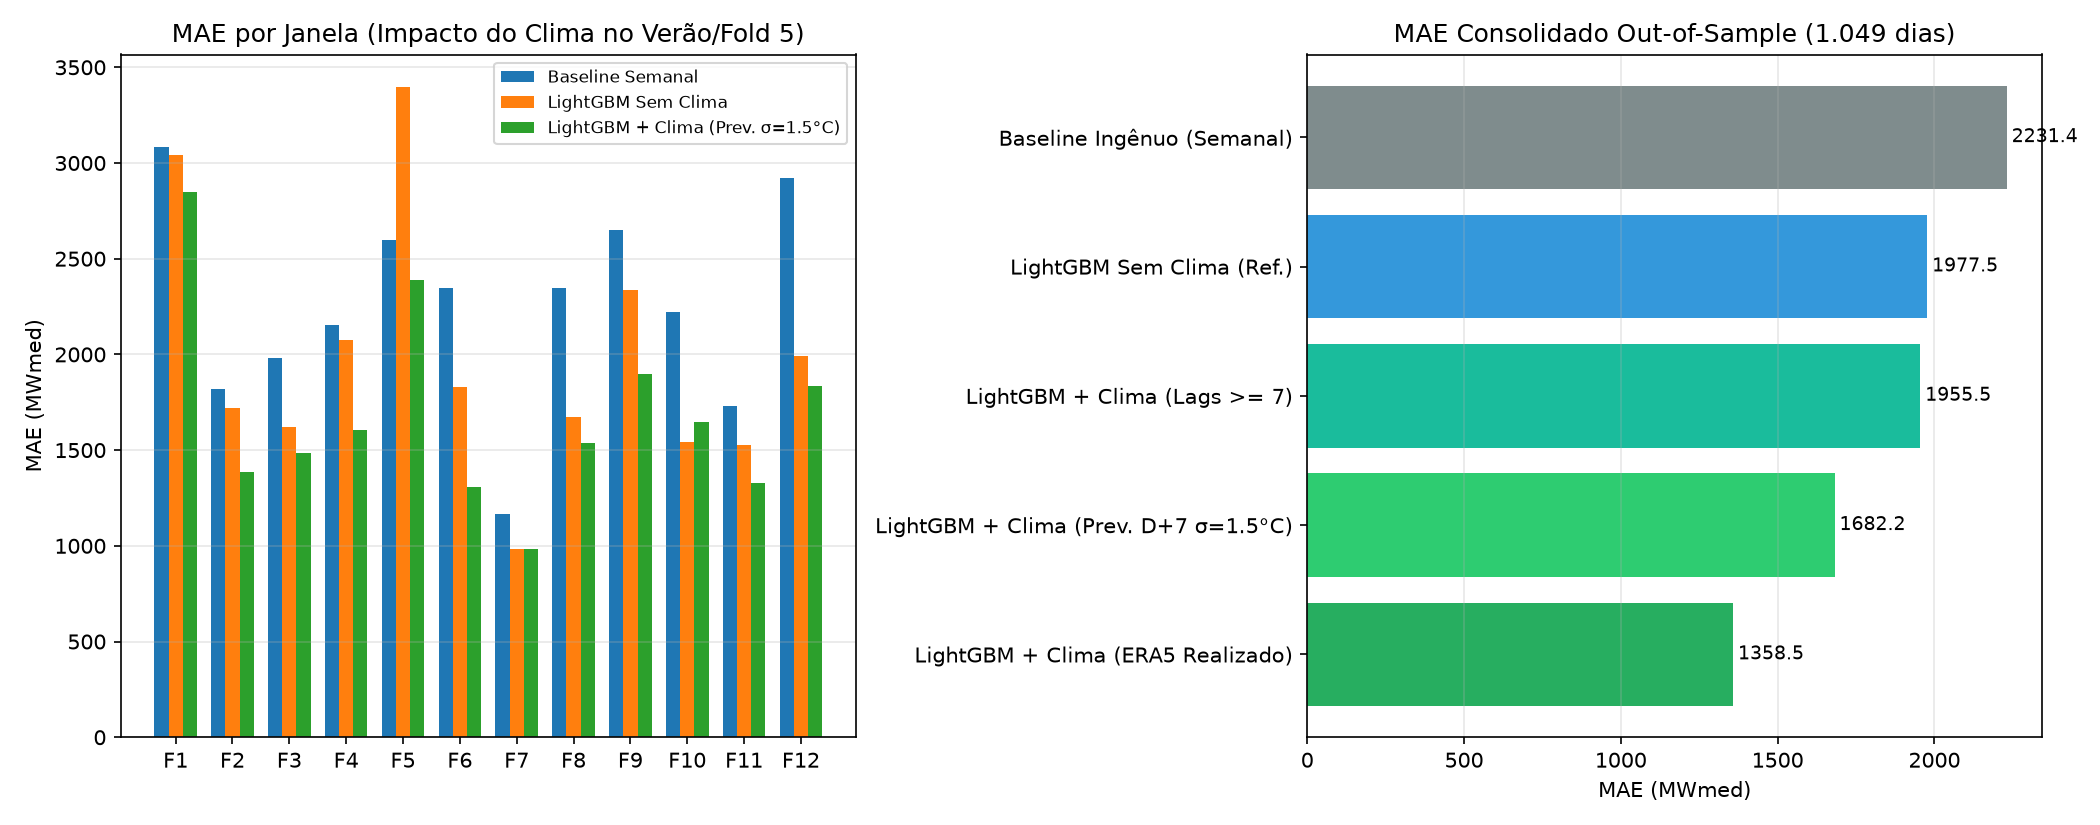 MAE por Janela (Impacto do Clima no Verão/Fold 5)
MAE (MWmed)
3500
3000
2500
2000
1500
1000
500
0
Baseline Semanal
LightGBM Sem Clima
LightGBM + Clima (Prev. σ=1.5°C)
F1 F2 F3 F4 F5 F6 F7 F8 F9 F10 F11 F12
MAE Consolidado Out-of-Sample (1.049 dias)
Baseline Ingênuo (Semanal) 2231.4
LightGBM Sem Clima (Ref.) 1977.5
LightGBM + Clima (Lags >= 7) 1955.5
LightGBM + Clima (Prev. D+7 σ=1.5°C) 1682.2
LightGBM + Clima (ERA5 Realizado) 1358.5
0 500 1000 1500 2000
MAE (MWmed)